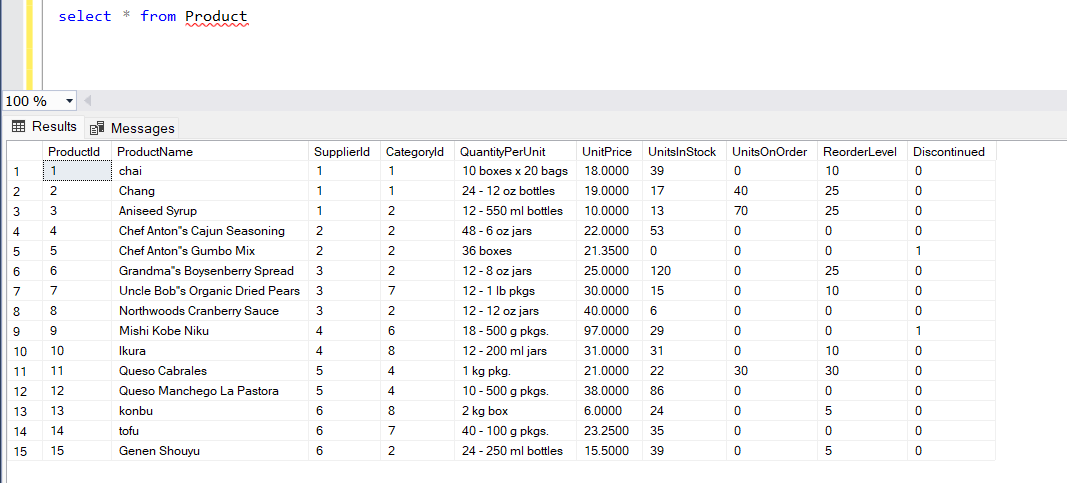 select * from Product
100 %
Results Messages
ProductId ProductName SupplierId CategoryId QuantityPerUnit UnitPrice UnitsInStock UnitsOnOrder ReorderLevel Discontinued
1 1 chai 1 1 10 boxes x 20 bags 18.0000 39 0 10 0
2 2 Chang 1 1 24 - 12 oz bottles 19.0000 17 40 25 0
3 3 Aniseed Syrup 1 2 12 - 550 ml bottles 10.0000 13 70 25 0
4 4 Chef Anton"s Cajun Seasoning 2 2 48 - 6 oz jars 22.0000 53 0 0 0
5 5 Chef Anton"s Gumbo Mix 2 2 36 boxes 21.3500 0 0 0 1
6 6 Grandma"s Boysenberry Spread 3 2 12 - 8 oz jars 25.0000 120 0 25 0
7 7 Uncle Bob"s Organic Dried Pears 3 7 12 - 1 lb pkgs 30.0000 15 0 10 0
8 8 Northwoods Cranberry Sauce 3 2 12 - 12 oz jars 40.0000 6 0 0 0
9 9 Mishi Kobe Niku 4 6 18 - 500 g pkgs. 97.0000 29 0 0 1
10 10 Ikura 4 8 12 - 200 ml jars 31.0000 31 0 10 0
11 11 Queso Cabrales 5 4 1 kg pkg. 21.0000 22 30 30 0
12 12 Queso Manchego La Pastora 5 4 10 - 500 g pkgs. 38.0000 86 0 0 0
13 13 konbu 6 8 2 kg box 6.0000 24 0 5 0
14 14 tofu 6 7 40 - 100 g pkgs. 23.2500 35 0 0 0
15 15 Genen Shouyu 6 2 24 - 250 ml bottles 15.5000 39 0 5 0